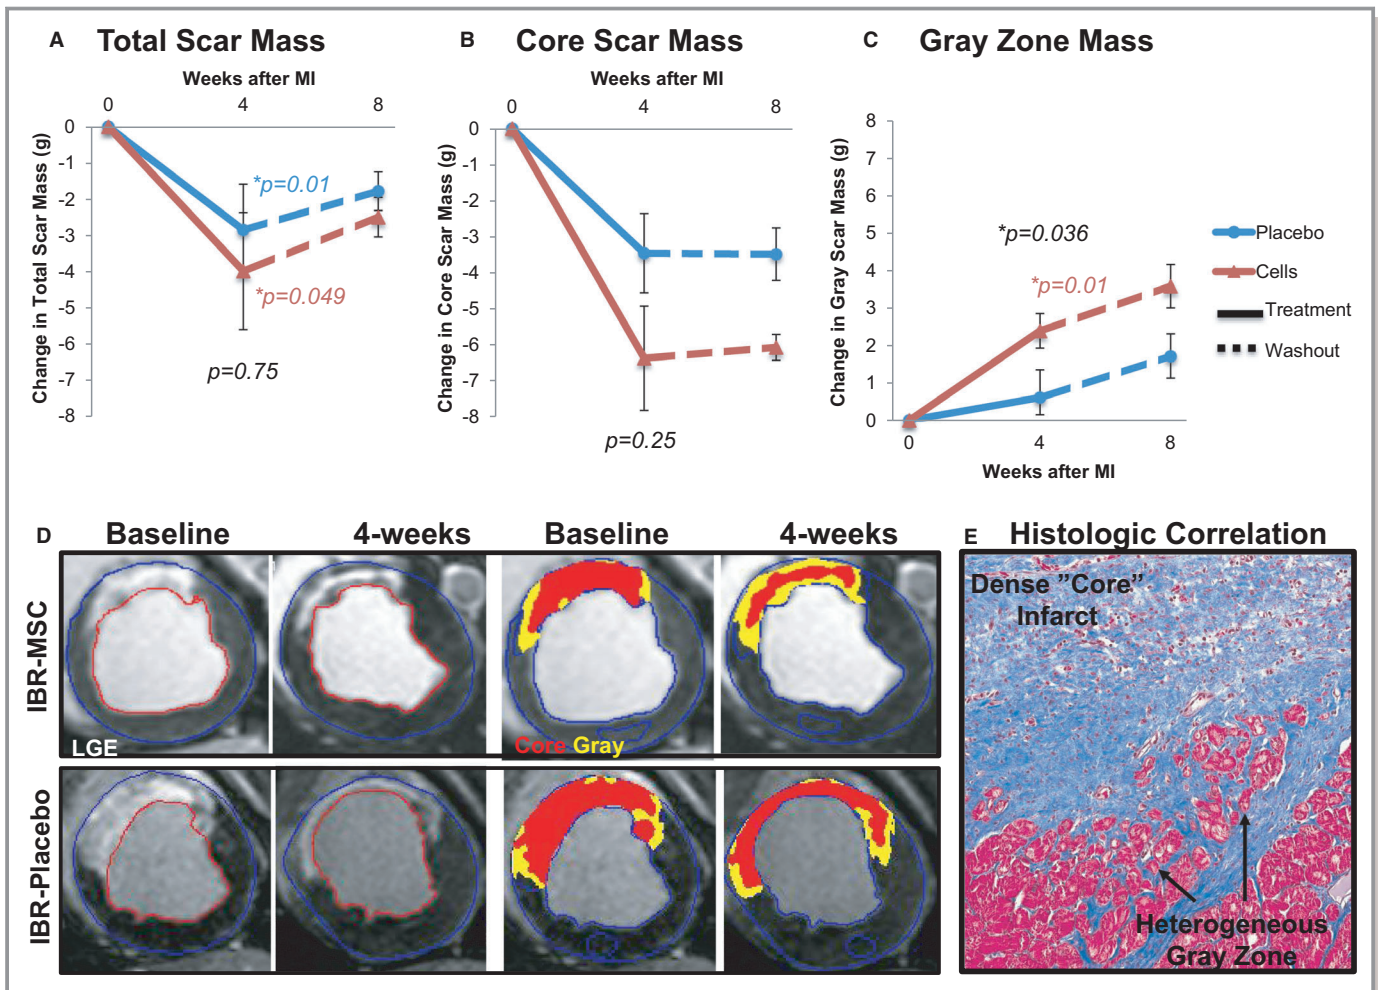 A Total Scar Mass
Weeks after MI
0 4 8
0
-1
-2
-3
-4
-5
-6
-7
-8
Change in Total Scar Mass (g)
*p=0.01
*p=0.049
p=0.75
B Core Scar Mass
Weeks after MI
0 4 8
0
-1
-2
-3
-4
-5
-6
-7
-8
Change in Core Scar Mass (g)
p=0.25
C Gray Zone Mass
8
7
6
5
4
3
2
1
0
Change in Gray Scar Mass (g)
*p=0.036
*p=0.01
0 4 8
Weeks after MI
Placebo
Cells
Treatment
Washout
D Baseline 4-weeks Baseline 4-weeks
IBR-MSC
LGE
Core Gray
IBR-Placebo
E Histologic Correlation
Dense ”Core”
Infarct
Heterogeneous
Gray Zone